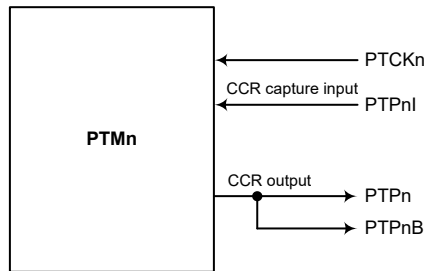 PTCKn
CCR capture input
PTPnI
PTMn
CCR output
PTPn
PTPnB